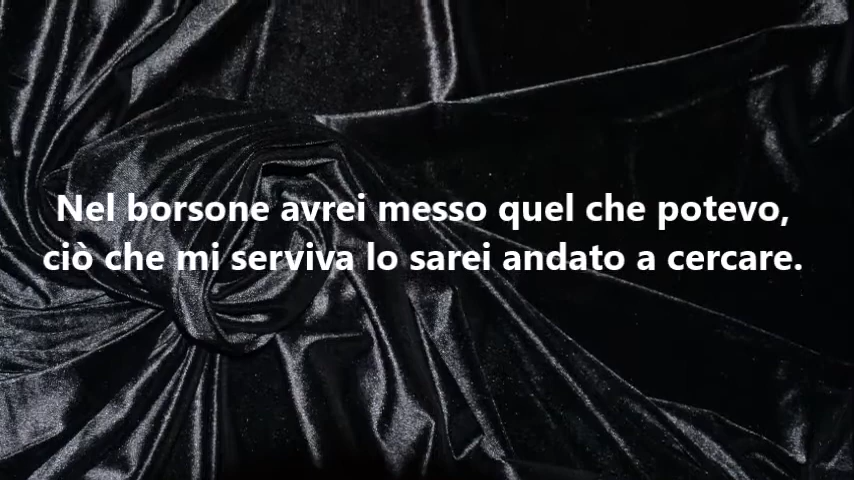 Nel borsone avrei messo quel che potevo,
ciò che mi serviva lo sarei andato a cercare.